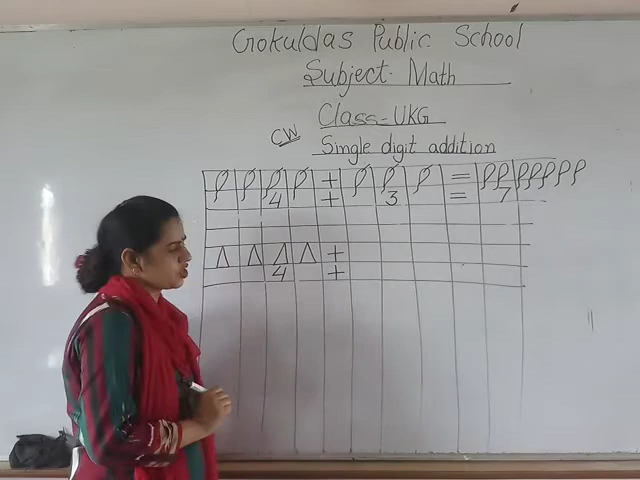 Gokuldas Public School
Subject- Math
Class-UKG
CW
Single digit addition
+ =
4 + 3 = 7
+
4 +